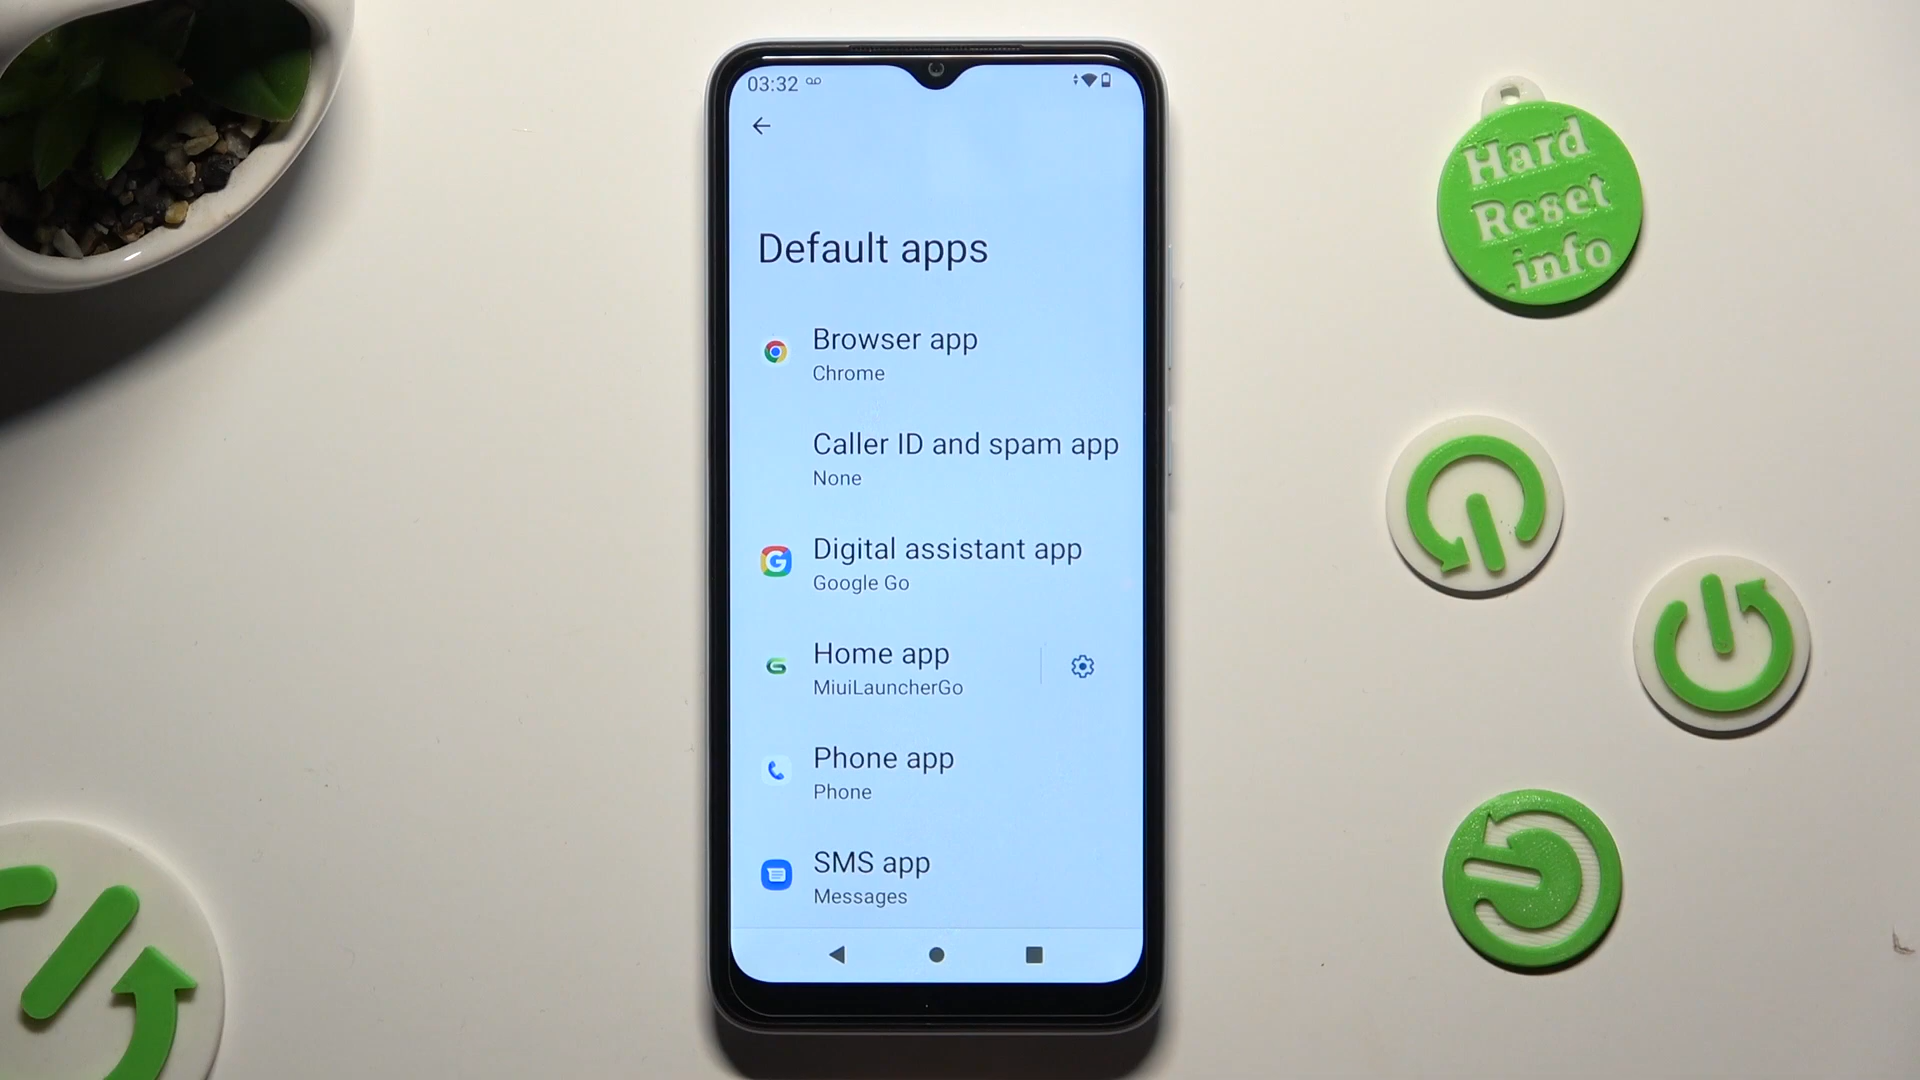 03:32
Default apps
Browser app
Chrome
Caller ID and spam app
None
Digital assistant app
Google Go
Home app
MiuiLauncherGo
Phone app
Phone
SMS app
Messages
Hard
Reset
.info